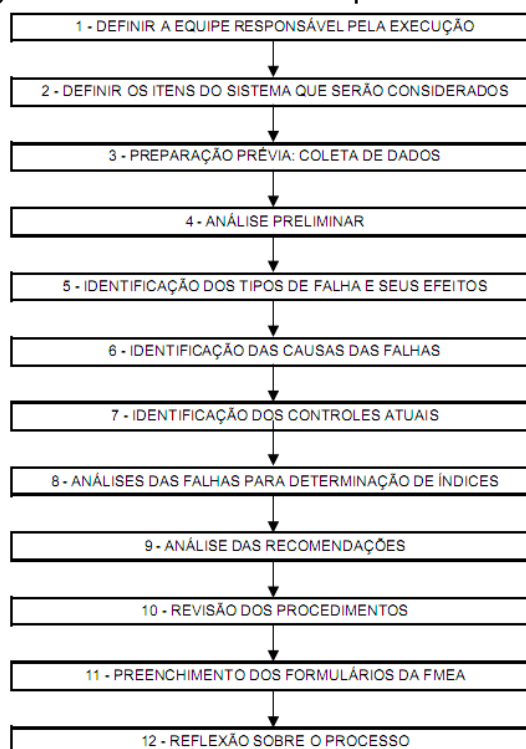 1 - DEFINIR A EQUIPE RESPONSÁVEL PELA EXECUÇÃO
2 - DEFINIR OS ITENS DO SISTEMA QUE SERÃO CONSIDERADOS
3 - PREPARAÇÃO PRÉVIA: COLETA DE DADOS
4 - ANÁLISE PRELIMINAR
5 - IDENTIFICAÇÃO DOS TIPOS DE FALHA E SEUS EFEITOS
6 - IDENTIFICAÇÃO DAS CAUSAS DAS FALHAS
7 - IDENTIFICAÇÃO DOS CONTROLES ATUAIS
8 - ANÁLISES DAS FALHAS PARA DETERMINAÇÃO DE ÍNDICES
9 - ANÁLISE DAS RECOMENDAÇÕES
10 - REVISÃO DOS PROCEDIMENTOS
11 - PREENCHIMENTO DOS FORMULÁRIOS DA FMEA
12 - REFLEXÃO SOBRE O PROCESSO